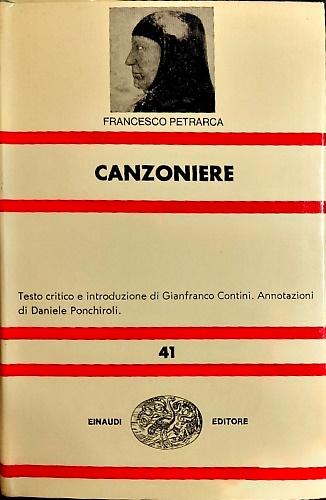 FRANCESCO PETRARCA
CANZONIERE
Testo critico e introduzione di Gianfranco Contini. Annotazioni
di Daniele Ponchiroli.
41
EINAUDI EDITORE